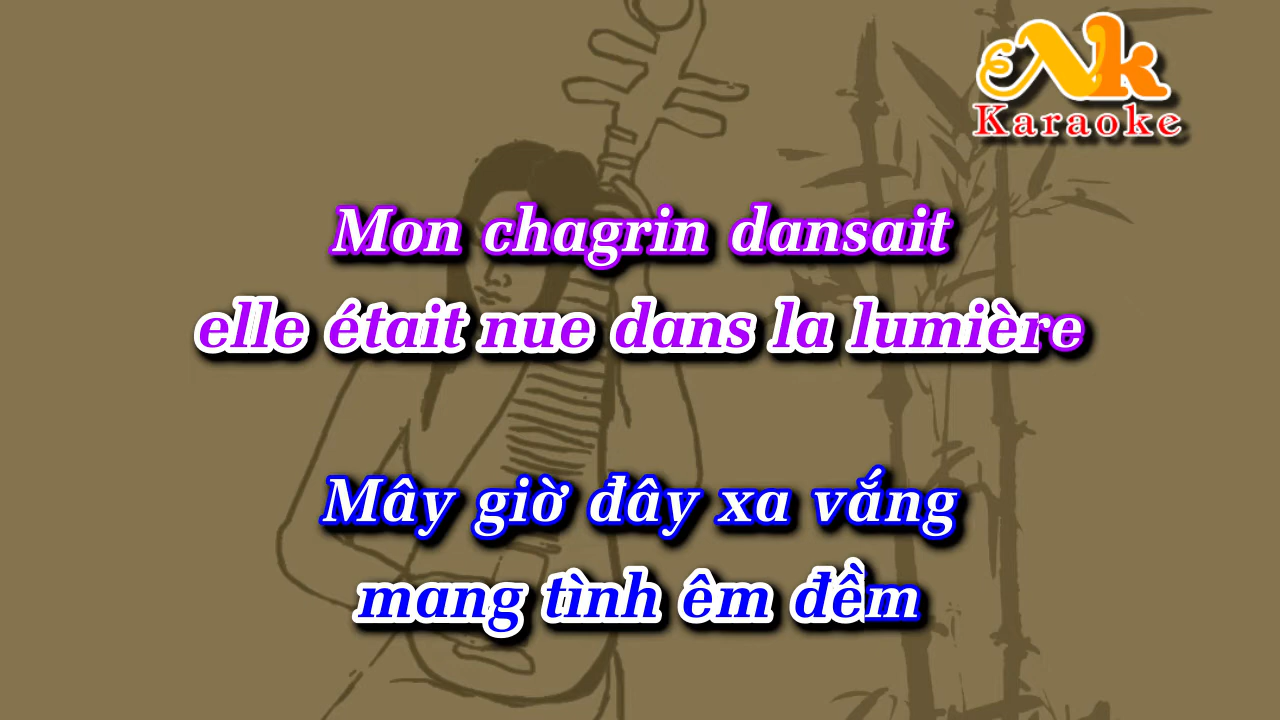 Nk
Karaoke
Mon chagrin dansait
elle était nue dans la lumière
Mây giờ đây xa vắng
mang tình êm đềm